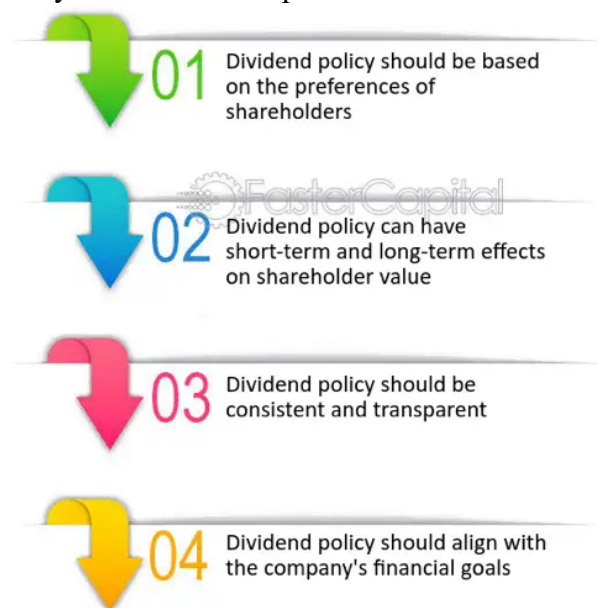 01 Dividend policy should be based
on the preferences of
shareholders
FasterCapital
02 Dividend policy can have
short-term and long-term effects
on shareholder value
03 Dividend policy should be
consistent and transparent
04 Dividend policy should align with
the company's financial goals